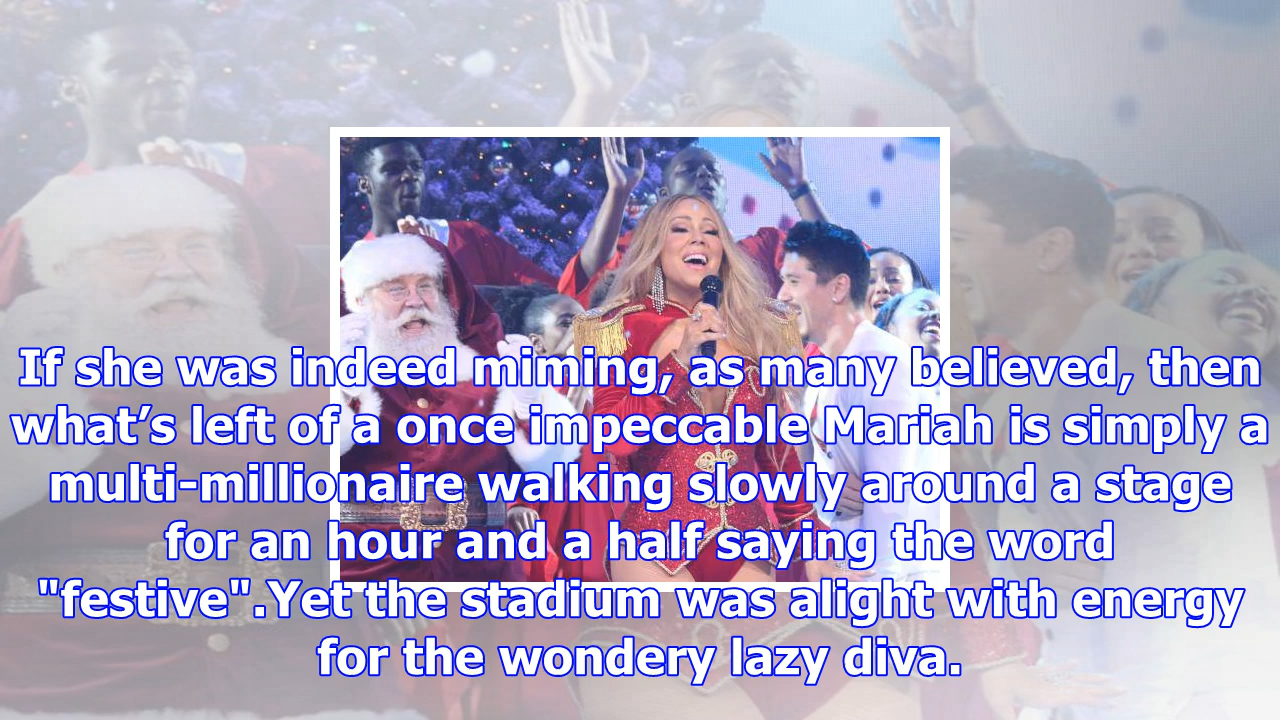 If she was indeed miming, as many believed, then
what’s left of a once impeccable Mariah is simply a
multi-millionaire walking slowly around a stage
for an hour and a half saying the word
"festive".Yet the stadium was alight with energy
for the wondery lazy diva.